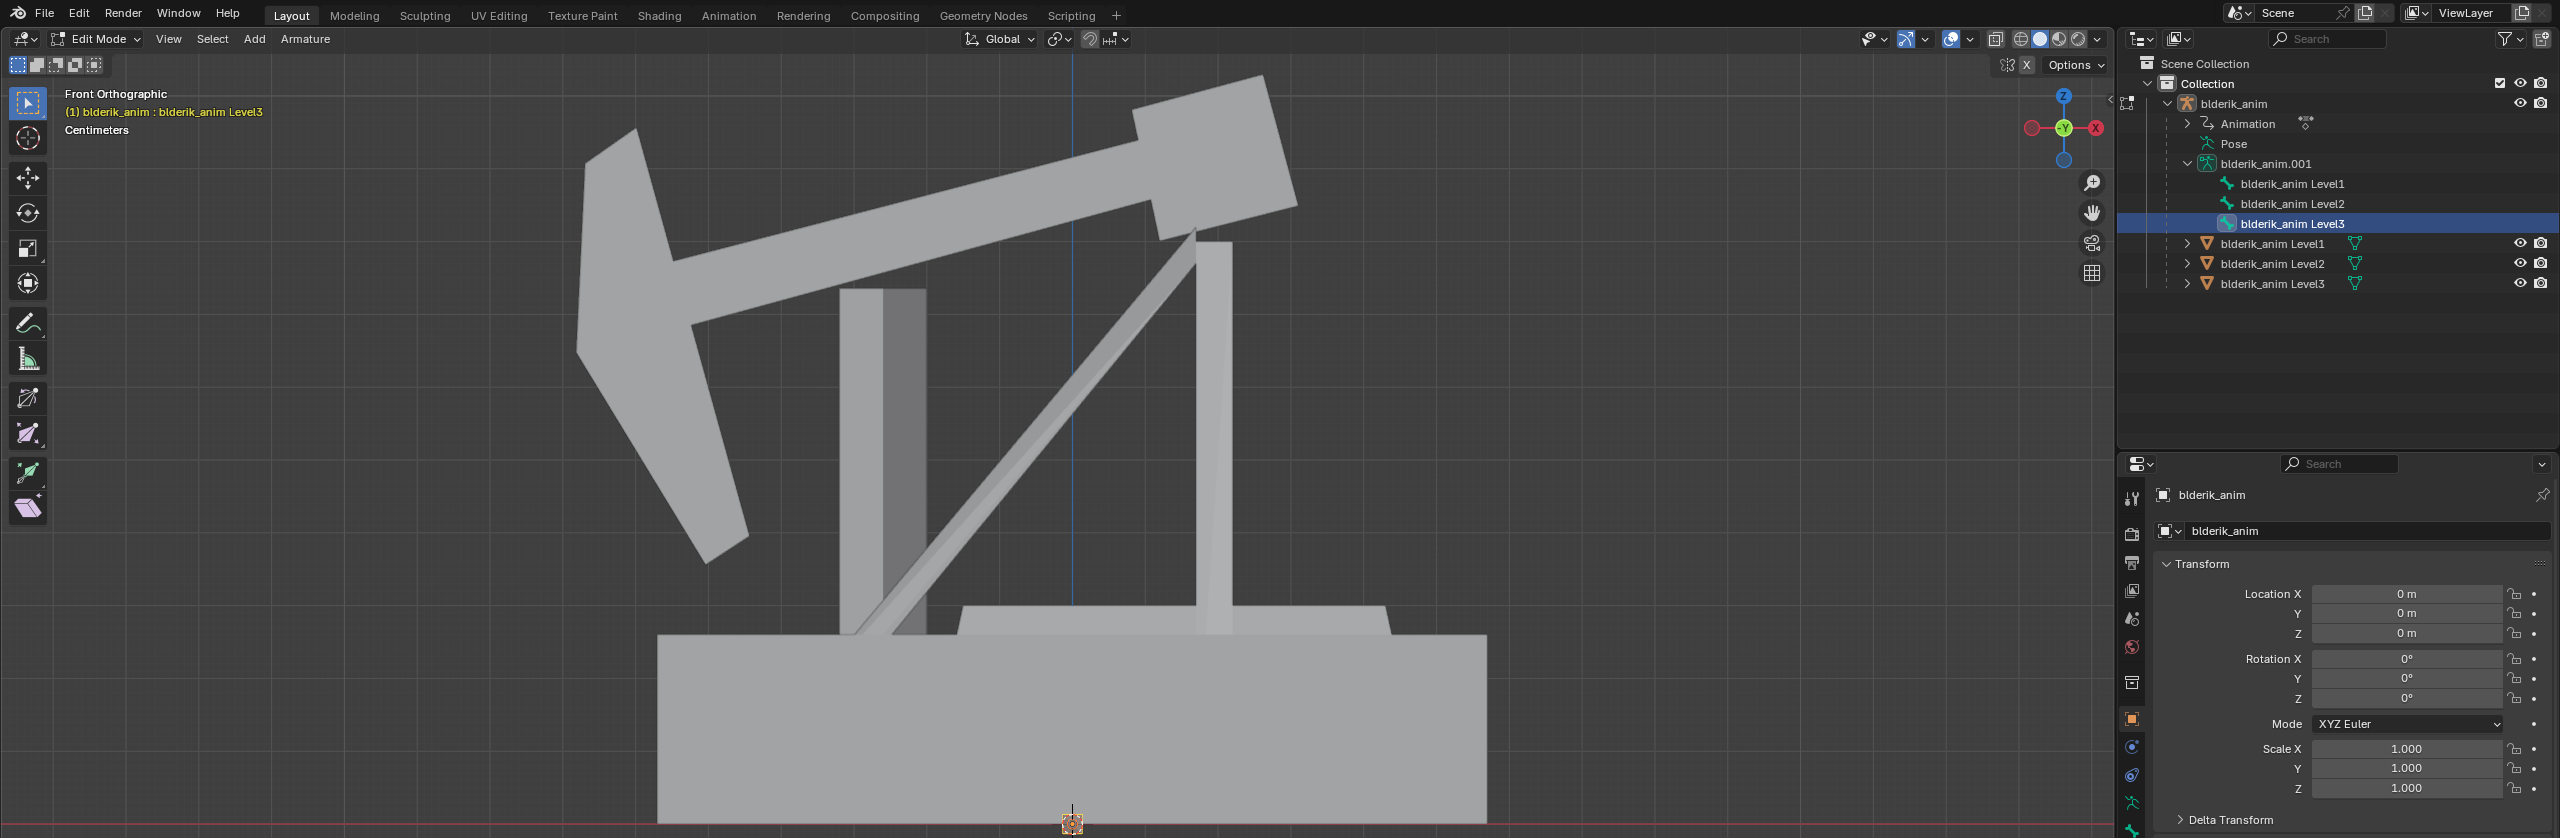 File Edit Render Window Help Layout Modeling Sculpting UV Editing Texture Paint Shading Animation Rendering Compositing Geometry Nodes Scripting + Scene ViewLayer
Edit Mode View Select Add Armature Global Search
X Options
Front Orthographic
(1) blderik_anim : blderik_anim Level3
Centimeters
Z
-Y
X
Scene Collection
Collection
blderik_anim
Animation
Pose
blderik_anim.001
blderik_anim Level1
blderik_anim Level2
blderik_anim Level3
blderik_anim Level1
blderik_anim Level2
blderik_anim Level3
Search
blderik_anim
blderik_anim
Transform
Location X 0 m
Y 0 m
Z 0 m
Rotation X 0°
Y 0°
Z 0°
Mode XYZ Euler
Scale X 1.000
Y 1.000
Z 1.000
Delta Transform